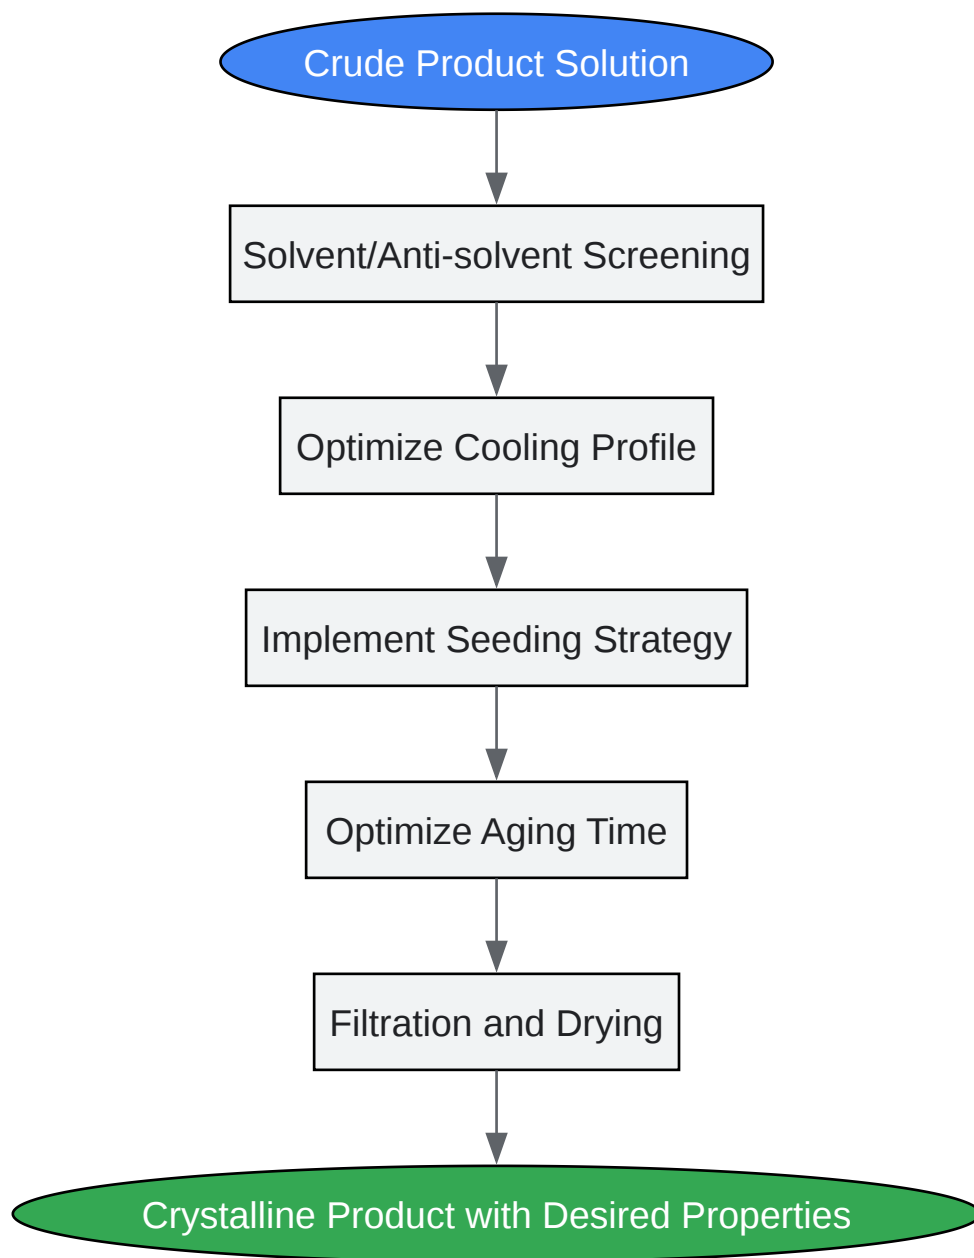 Crude Product Solution
Solvent/Anti-solvent Screening
Optimize Cooling Profile
Implement Seeding Strategy
Optimize Aging Time
Filtration and Drying
Crystalline Product with Desired Properties